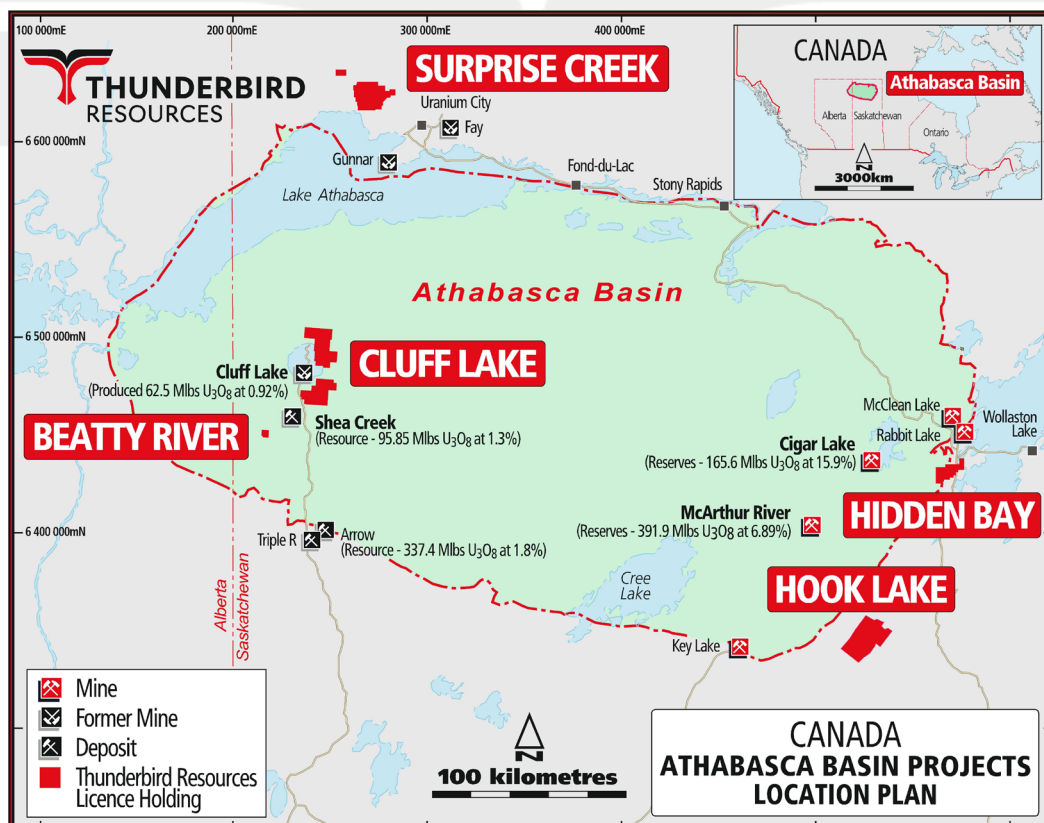 100 000mE
200 000mE
300 000mE
400 000mE
THUNDERBIRD
RESOURCES
SURPRISE CREEK
CANADA
Athabasca Basin
Alberta
Saskatchewan
Ontario
N
3000km
6 600 000mN
Uranium City
Fay
Gunnar
Fond-du-Lac
Stony Rapids
Lake Athabasca
Athabasca Basin
6 500 000mN
CLUFF LAKE
Cluff Lake
(Produced 62.5 Mlbs U₃O₈ at 0.92%)
Shea Creek
(Resource - 95.85 Mlbs U₃O₈ at 1.3%)
BEATTY RIVER
McClean Lake
Rabbit Lake
Wollaston
Lake
Cigar Lake
(Reserves - 165.6 Mlbs U₃O₈ at 15.9%)
HIDDEN BAY
McArthur River
(Reserves - 391.9 Mlbs U₃O₈ at 6.89%)
6 400 000mN
Triple R
Arrow
(Resource - 337.4 Mlbs U₃O₈ at 1.8%)
Cree
Lake
HOOK LAKE
Alberta
Saskatchewan
Key Lake
Mine
Former Mine
Deposit
Thunderbird Resources
Licence Holding
N
100 kilometres
CANADA
ATHABASCA BASIN PROJECTS
LOCATION PLAN